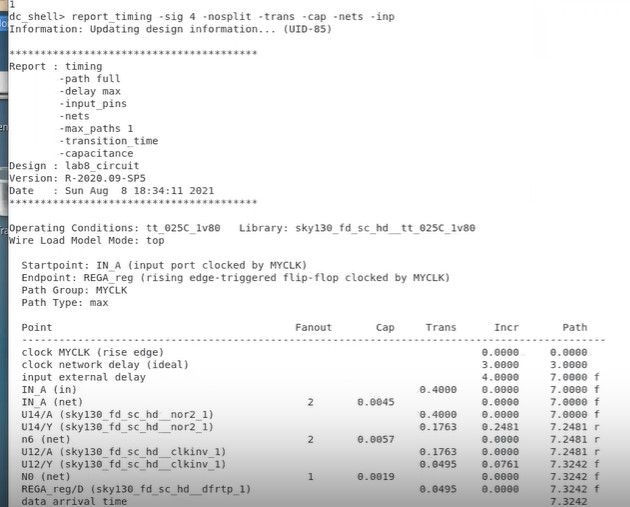 1
dc_shell> report_timing -sig 4 -nosplit -trans -cap -nets -inp
Information: Updating design information... (UID-85)
****************************************
Report : timing
-path full
-delay max
-input_pins
-nets
-max_paths 1
-transition_time
-capacitance
Design : lab8_circuit
Version: R-2020.09-SP5
Date : Sun Aug 8 18:34:11 2021
****************************************
Operating Conditions: tt_025C_1v80 Library: sky130_fd_sc_hd__tt_025C_1v80
Wire Load Model Mode: top
Startpoint: IN_A (input port clocked by MYCLK)
Endpoint: REGA_reg (rising edge-triggered flip-flop clocked by MYCLK)
Path Group: MYCLK
Path Type: max
Point Fanout Cap Trans Incr Path
clock MYCLK (rise edge) 0.0000 0.0000
clock network delay (ideal) 3.0000 3.0000
input external delay 4.0000 7.0000 f
IN_A (in) 0.4000 0.0000 7.0000 f
IN_A (net) 2 0.0045 0.0000 7.0000 f
U14/A (sky130_fd_sc_hd__nor2_1) 0.4000 0.0000 7.0000 f
U14/Y (sky130_fd_sc_hd__nor2_1) 0.1763 0.2481 7.2481 r
n6 (net) 2 0.0057 0.0000 7.2481 r
U12/A (sky130_fd_sc_hd__clkinv_1) 0.1763 0.0000 7.2481 r
U12/Y (sky130_fd_sc_hd__clkinv_1) 0.0495 0.0761 7.3242 f
N0 (net) 1 0.0019 0.0000 7.3242 f
REGA_reg/D (sky130_fd_sc_hd__dfrtp_1) 0.0495 0.0000 7.3242 f
data arrival time 7.3242